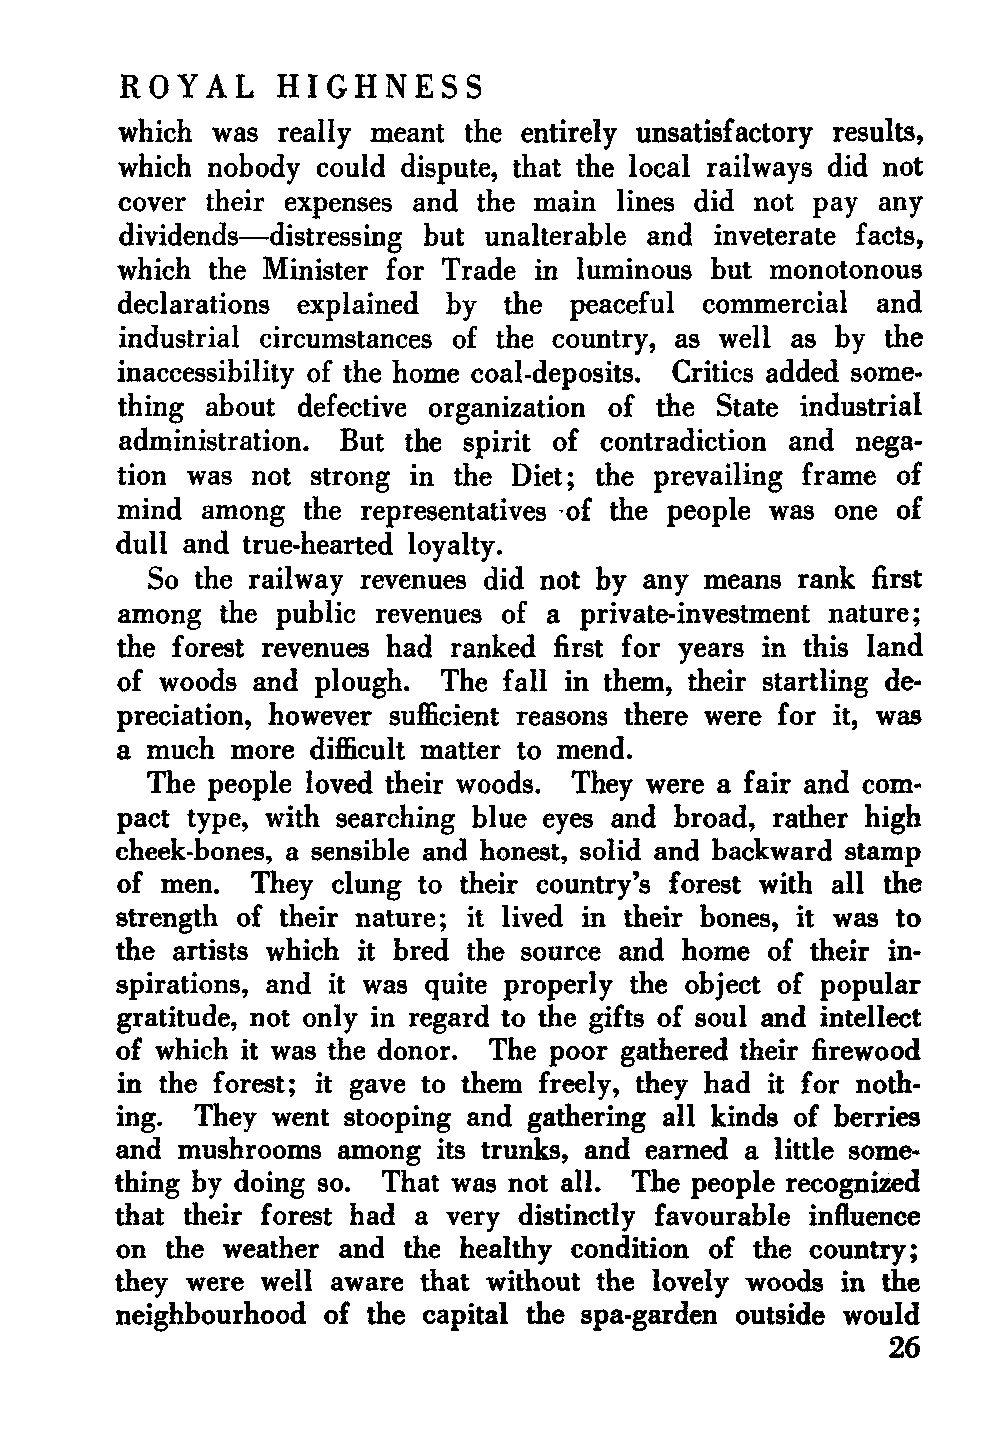 ROYAL HIGHNESS
which was really meant the entirely unsatisfactory results,
which nobody could dispute, that the local railways did not
cover their expenses and the main lines did not pay any
dividends—distressing but unalterable and inveterate facts,
which the Minister for Trade in luminous but monotonous
declarations explained by the peaceful commercial and
industrial circumstances of the country, as well as by the
inaccessibility of the home coal-deposits. Critics added some-
thing about defective organization of the State industrial
administration. But the spirit of contradiction and nega-
tion was not strong in the Diet; the prevailing frame of
mind among the representatives of the people was one of
dull and true-hearted loyalty.
So the railway revenues did not by any means rank first
among the public revenues of a private-investment nature;
the forest revenues had ranked first for years in this land
of woods and plough. The fall in them, their startling de-
preciation, however sufficient reasons there were for it, was
a much more difficult matter to mend.
The people loved their woods. They were a fair and com-
pact type, with searching blue eyes and broad, rather high
cheek-bones, a sensible and honest, solid and backward stamp
of men. They clung to their country's forest with all the
strength of their nature; it lived in their bones, it was to
the artists which it bred the source and home of their in-
spirations, and it was quite properly the object of popular
gratitude, not only in regard to the gifts of soul and intellect
of which it was the donor. The poor gathered their firewood
in the forest; it gave to them freely, they had it for noth-
ing. They went stooping and gathering all kinds of berries
and mushrooms among its trunks, and earned a little some-
thing by doing so. That was not all. The people recognized
that their forest had a very distinctly favourable influence
on the weather and the healthy condition of the country;
they were well aware that without the lovely woods in the
neighbourhood of the capital the spa-garden outside would
26